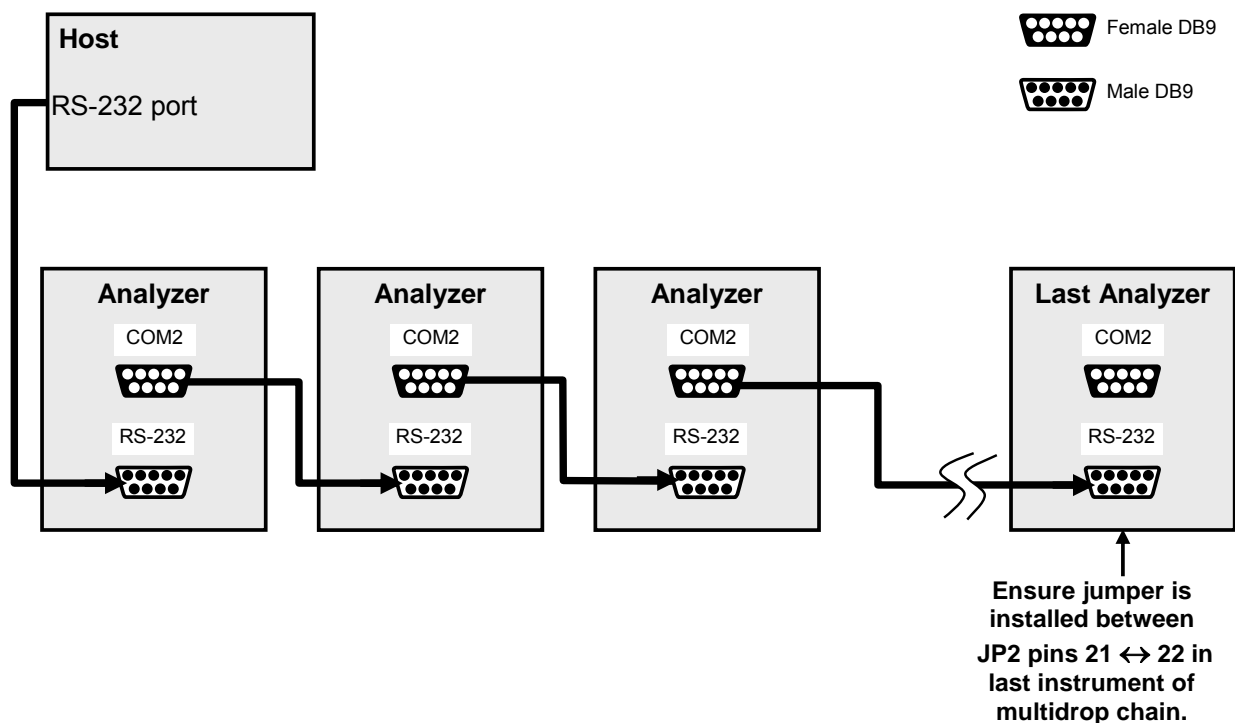 Host
RS-232 port
Female DB9
Male DB9
Analyzer
COM2
RS-232
Analyzer
COM2
RS-232
Analyzer
COM2
RS-232
Last Analyzer
COM2
RS-232
Ensure jumper is
installed between
JP2 pins 21 ↔ 22 in
last instrument of
multidrop chain.